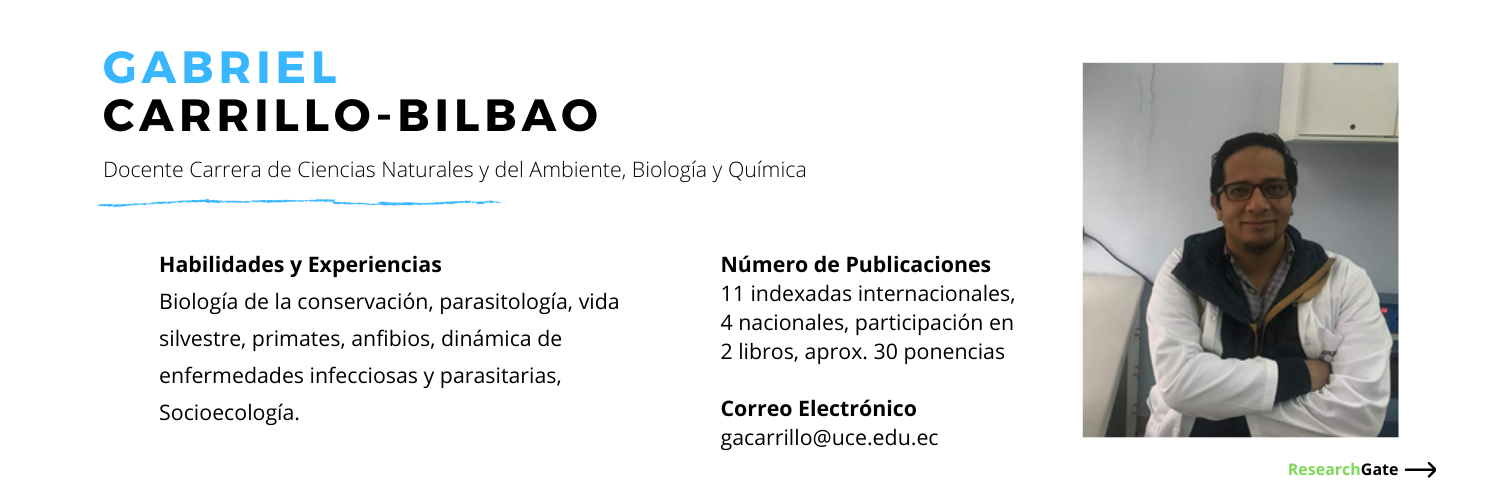 GABRIEL
CARRILLO-BILBAO
Docente Carrera de Ciencias Naturales y del Ambiente, Biología y Química
Habilidades y Experiencias
Biología de la conservación, parasitología, vida
silvestre, primates, anfibios, dinámica de
enfermedades infecciosas y parasitarias,
Socioecología.
Número de Publicaciones
11 indexadas internacionales,
4 nacionales, participación en
2 libros, aprox. 30 ponencias
Correo Electrónico
gacarrillo@uce.edu.ec
ResearchGate